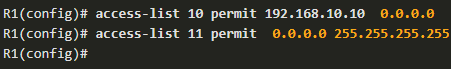 R1(config)# access-list 10 permit 192.168.10.10  0.0.0.0
R1(config)# access-list 11 permit  0.0.0.0 255.255.255.255
R1(config)#